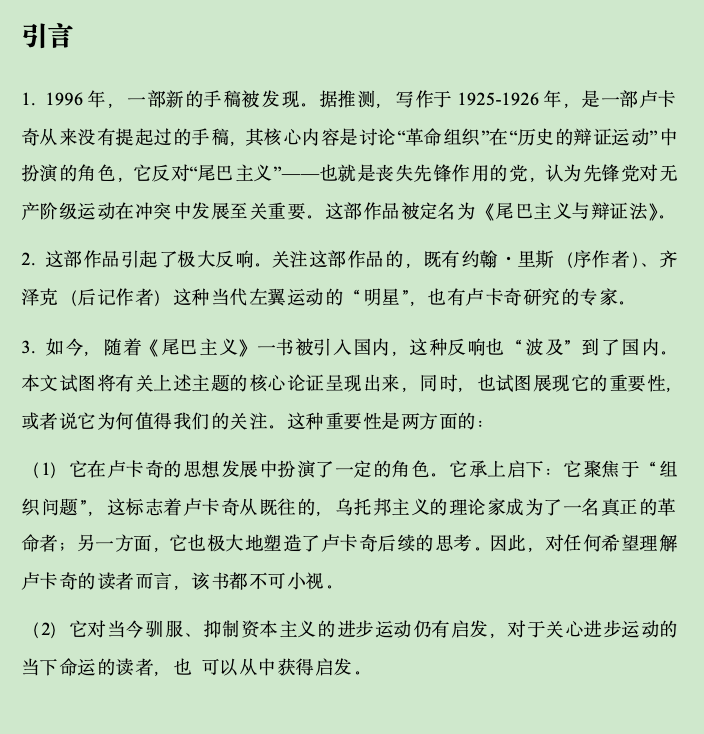 引言
1. 1996 年，一部新的手稿被发现。据推测，写作于 1925-1926 年，是一部卢卡
奇从来没有提起过的手稿，其核心内容是讨论“革命组织”在“历史的辩证运动”中
扮演的角色，它反对“尾巴主义”——也就是丧失先锋作用的党，认为先锋党对无
产阶级运动在冲突中发展至关重要。这部作品被定名为《尾巴主义与辩证法》。
2. 这部作品引起了极大反响。关注这部作品的，既有约翰・里斯（序作者）、齐
泽克（后记作者）这种当代左翼运动的“明星”，也有卢卡奇研究的专家。
3. 如今，随着《尾巴主义》一书被引入国内，这种反响也“波及”到了国内。
本文试图将有关上述主题的核心论证呈现出来，同时，也试图展现它的重要性，
或者说它为何值得我们的关注。这种重要性是两方面的：
（1）它在卢卡奇的思想发展中扮演了一定的角色。它承上启下：它聚焦于“组
织问题”，这标志着卢卡奇从既往的，乌托邦主义的理论家成为了一名真正的革
命者；另一方面，它也极大地塑造了卢卡奇后续的思考。因此，对任何希望理解
卢卡奇的读者而言，该书都不可小视。
（2）它对当今驯服、抑制资本主义的进步运动仍有启发，对于关心进步运动的
当下命运的读者，也 可以从中获得启发。